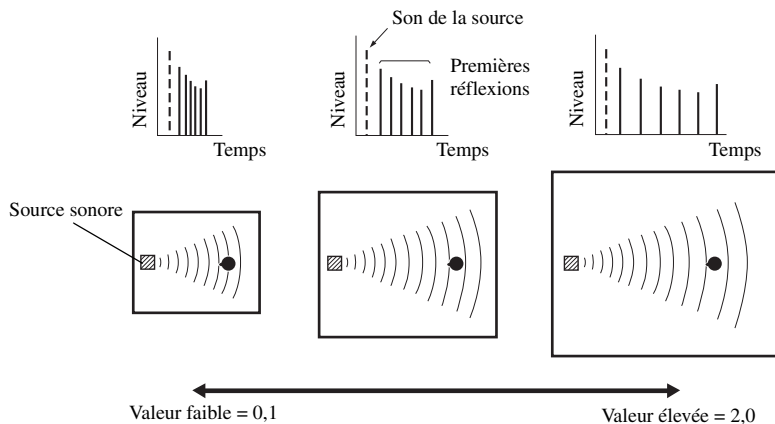 Son de la source
Premières
réflexions
Niveau
Temps
Niveau
Temps
Niveau
Temps
Source sonore
Valeur faible = 0,1
Valeur élevée = 2,0